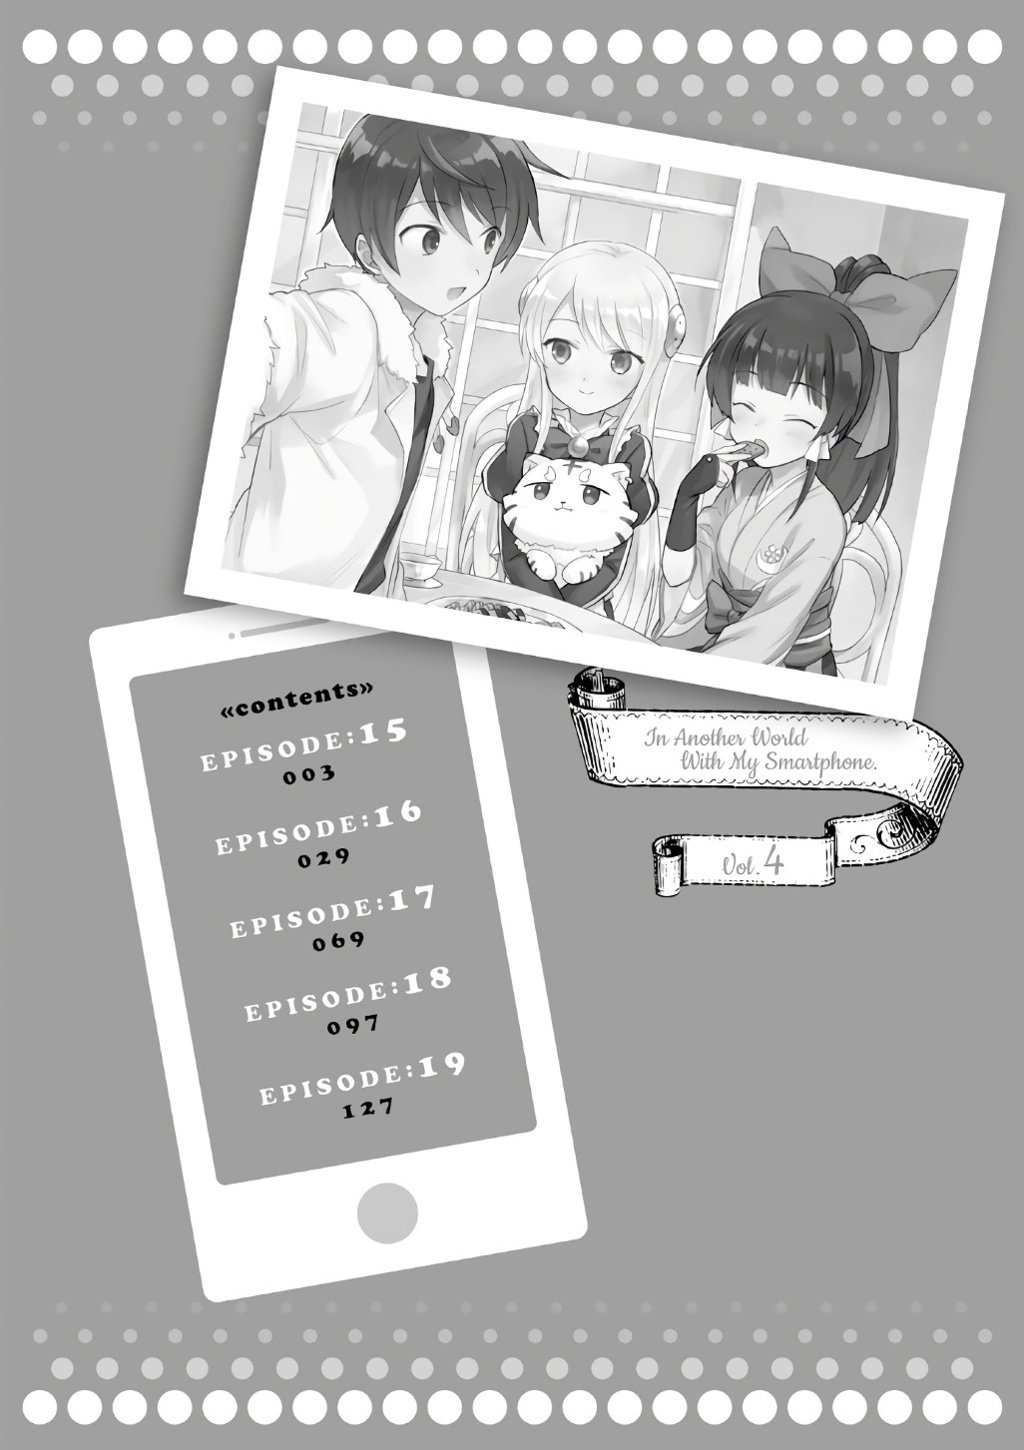 «contents»
EPISODE:15
003
EPISODE:16
029
EPISODE:17
069
EPISODE:18
097
EPISODE:19
127
In Another World
With My Smartphone.
Vol.4